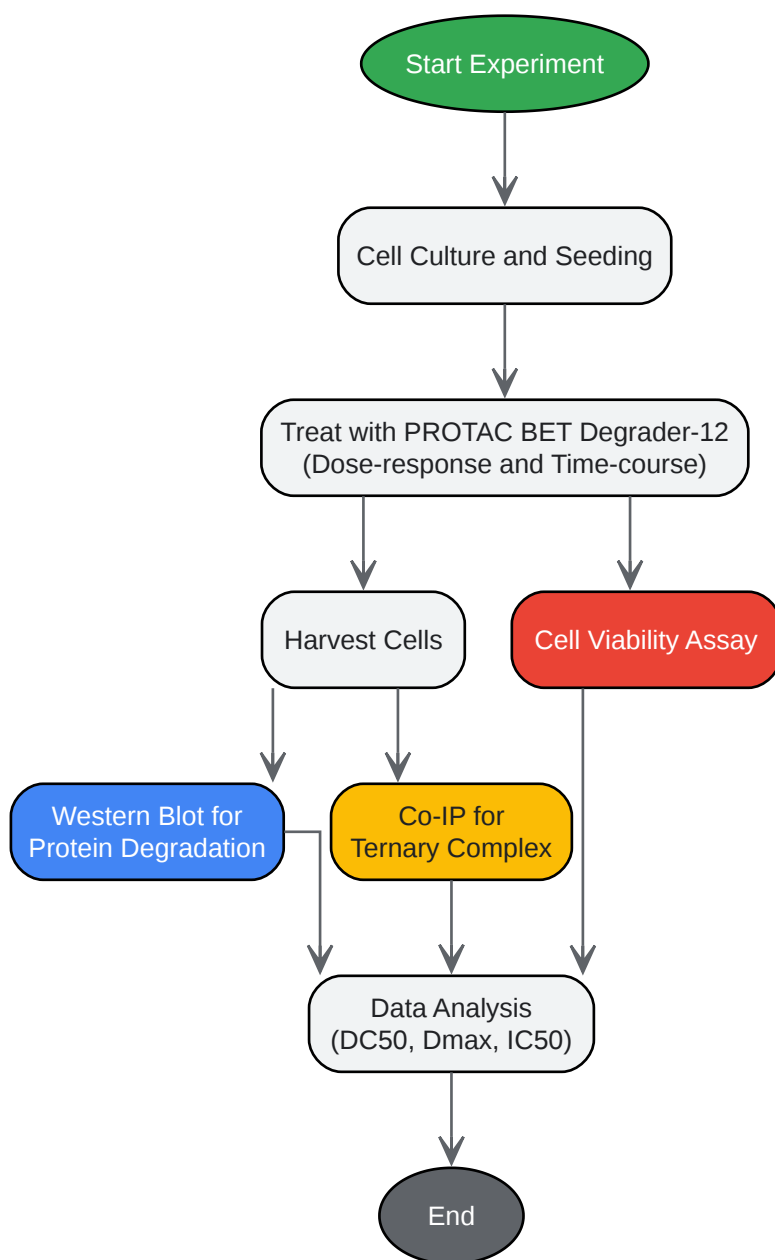 Start Experiment
Cell Culture and Seeding
Treat with PROTAC BET Degrader-12
(Dose-response and Time-course)
Harvest Cells
Cell Viability Assay
Western Blot for
Protein Degradation
Co-IP for
Ternary Complex
Data Analysis
(DC50, Dmax, IC50)
End